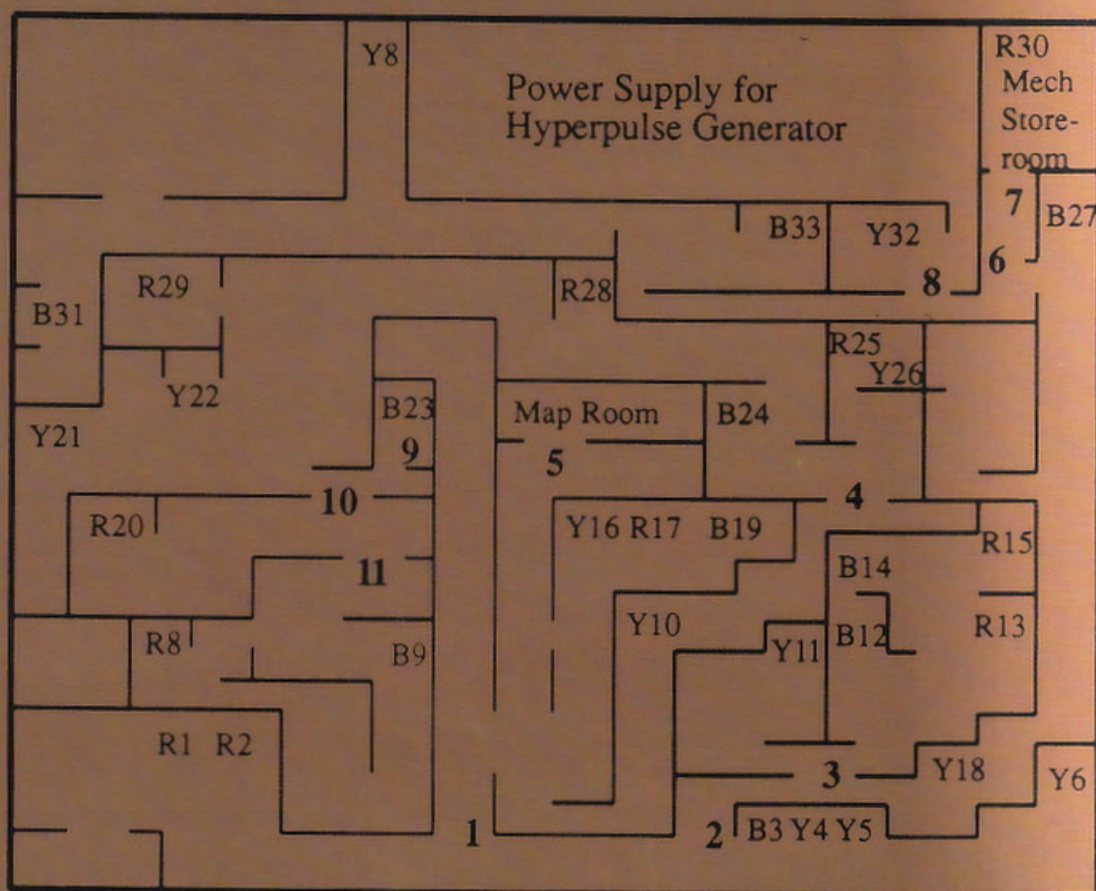 Y8
R30
Power Supply for
Hyperpulse Generator
Mech
Store-
room
7
B27
B33
Y32
6
R29
R28
8
B31
R25
Y22
Y26
B23
Map Room
B24
Y21
9
5
10
4
R20
Y16 R17 B19
R15
11
B14
R8
B9
Y10
Y11
B12
R13
R1 R2
3
Y18
Y6
1
2
B3 Y4 Y5